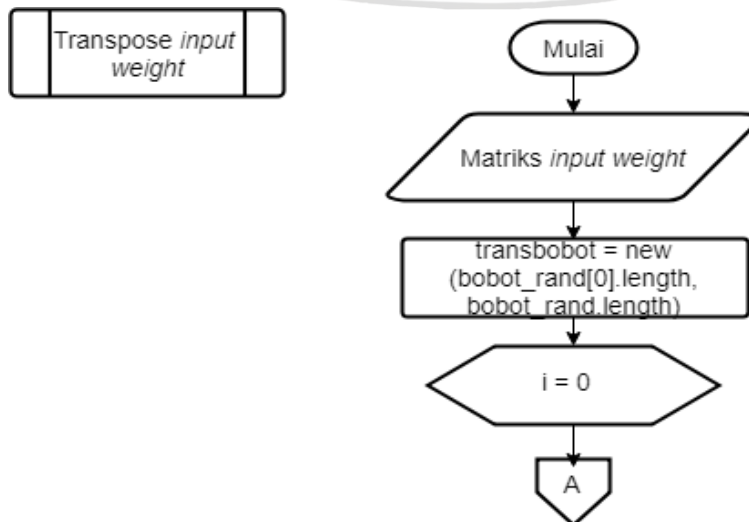 Transpose input
weight
Mulai
Matriks input weight
transbobot = new
(bobot_rand[0].length,
bobot_rand.length)
i = 0
A